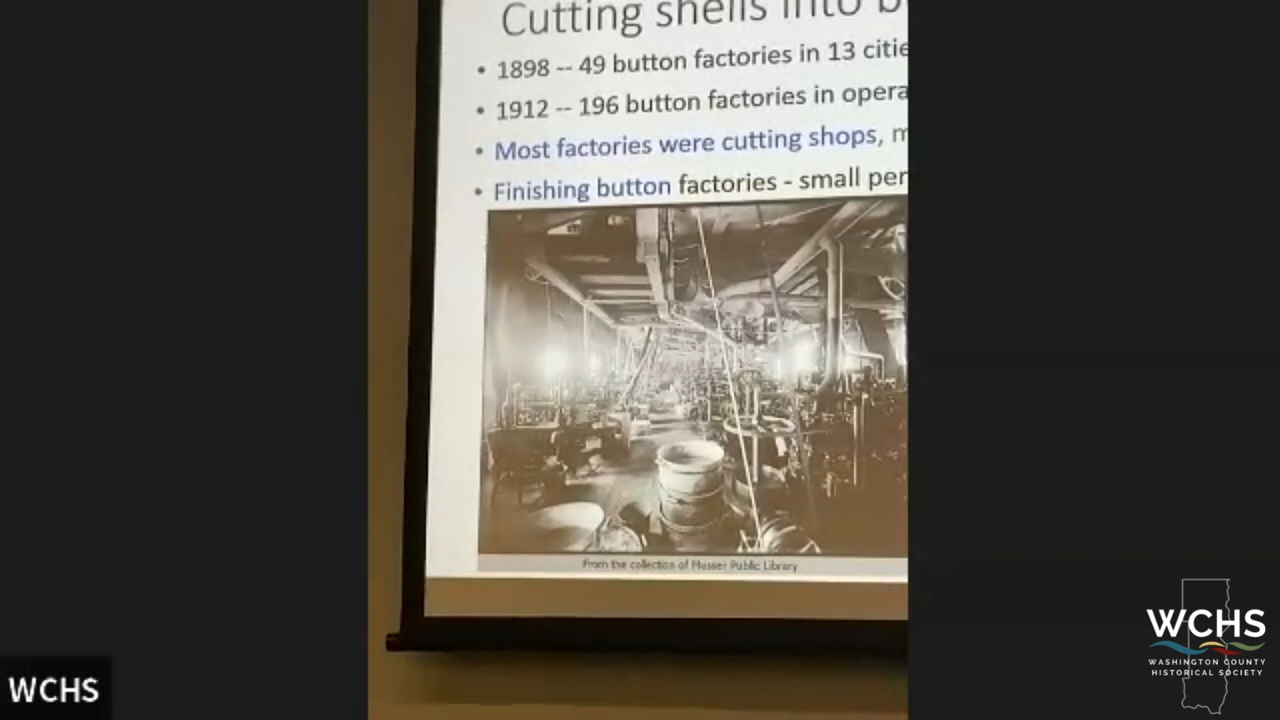 Cutting shells into b
• 1898 -- 49 button factories in 13 citie
• 1912 -- 196 button factories in opera
• Most factories were cutting shops, m
• Finishing button factories - small per
From the collection of Musser Public Library
WCHS
WASHINGTON COUNTY
HISTORICAL SOCIETY
WCHS